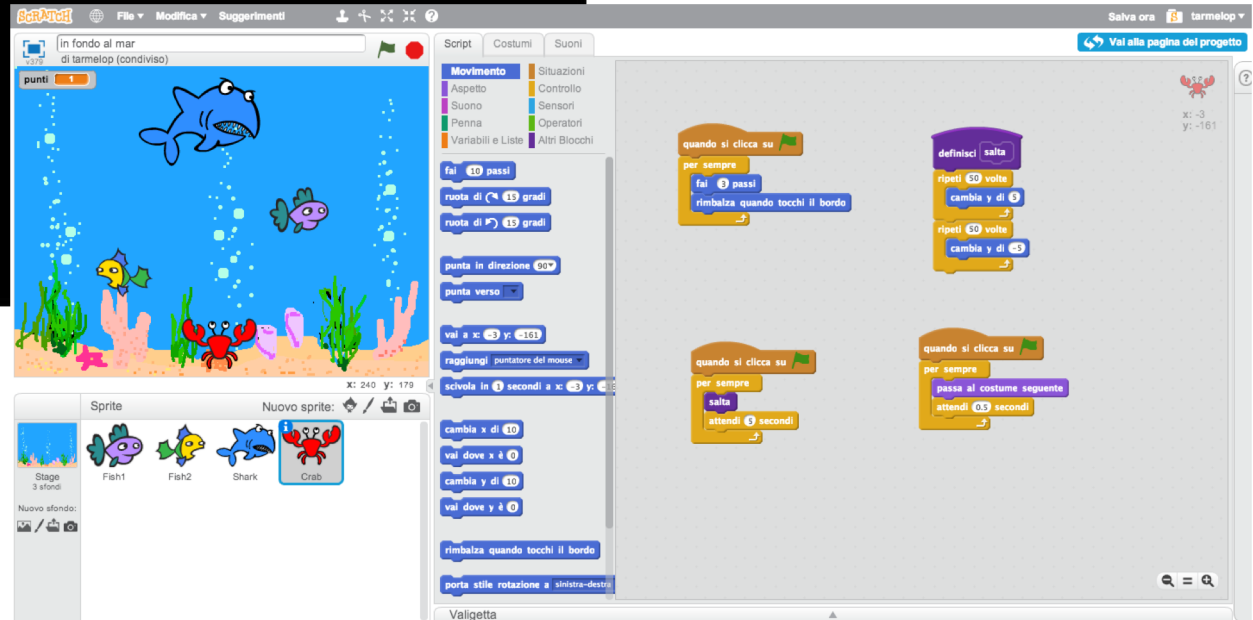 SCRATCH File Modifica Suggerimenti Salva ora tarmelop
in fondo al mar
di tarmelop (condiviso)
v379
punti 1
Script Costumi Suoni
Vai alla pagina del progetto
Movimento Situazioni
Aspetto Controllo
Suono Sensori
Penna Operatori
Variabili e Liste Altri Blocchi
fai 10 passi
ruota di 15 gradi
ruota di 15 gradi
punta in direzione 90
punta verso
vai a x: -3 y: -161
raggiungi puntatore del mouse
scivola in 1 secondi a x: -3 y:
cambia x di 10
vai dove x è 0
cambia y di 10
vai dove y è 0
rimbalza quando tocchi il bordo
porta stile rotazione a sinistra-destra
quando si clicca su
per sempre
fai 3 passi
rimbalza quando tocchi il bordo
definisci salta
ripeti 50 volte
cambia y di 5
ripeti 50 volte
cambia y di -5
quando si clicca su
per sempre
salta
attendi 5 secondi
quando si clicca su
per sempre
passa al costume seguente
attendi 0.5 secondi
x: -3
y: -161
x: 240 y: 179
Sprite Nuovo sprite:
Stage
3 sfondi
Nuovo sfondo:
Fish1 Fish2 Shark Crab
Valigetta